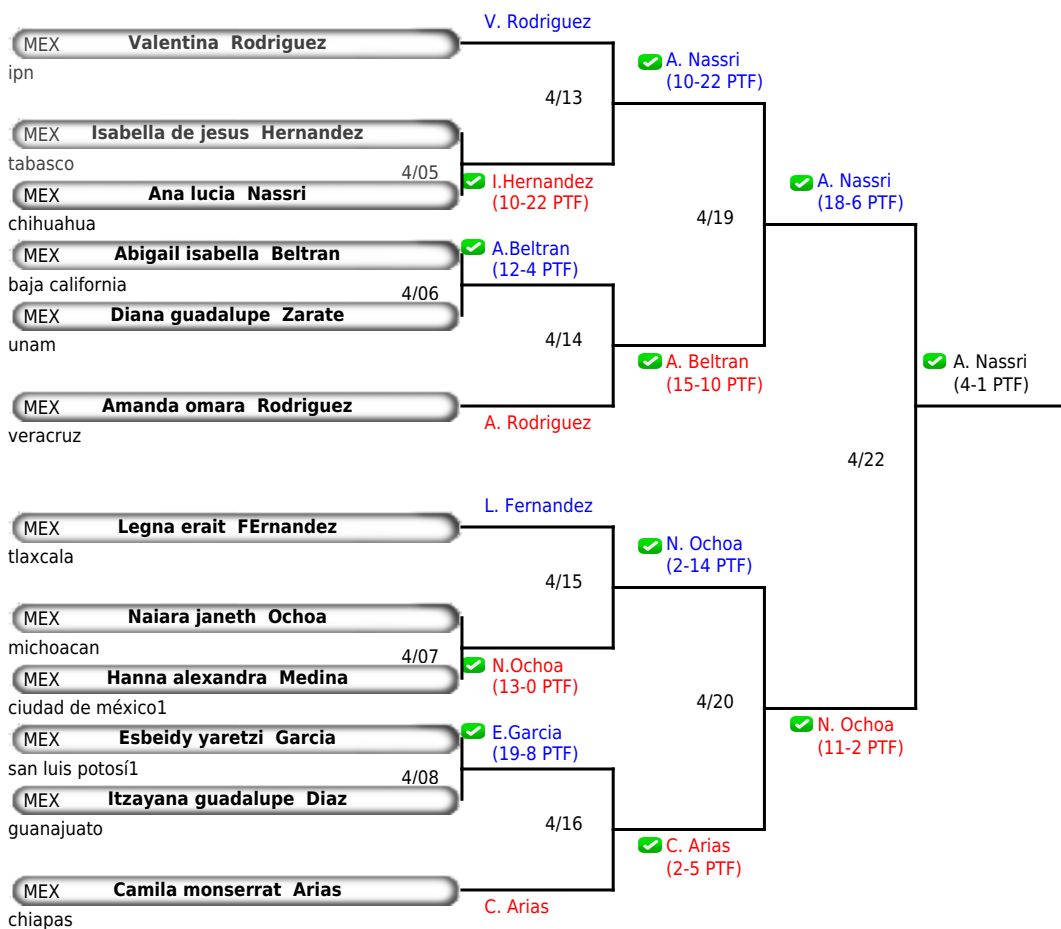 V. Rodriguez
MEX Valentina Rodriguez
ipn
A. Nassri
(10-22 PTF)
4/13
MEX Isabella de jesus Hernandez
tabasco
4/05
I.Hernandez
(10-22 PTF)
MEX Ana lucia Nassri
chihuahua
A. Nassri
(18-6 PTF)
4/19
MEX Abigail isabella Beltran
baja california
A.Beltran
(12-4 PTF)
4/06
MEX Diana guadalupe Zarate
unam
4/14
A. Beltran
(15-10 PTF)
A. Nassri
(4-1 PTF)
MEX Amanda omara Rodriguez
veracruz
A. Rodriguez
4/22
L. Fernandez
MEX Legna erait FErnandez
tlaxcala
N. Ochoa
(2-14 PTF)
4/15
MEX Naiara janeth Ochoa
michoacan
4/07
N.Ochoa
(13-0 PTF)
MEX Hanna alexandra Medina
ciudad de méxico1
4/20
N. Ochoa
(11-2 PTF)
MEX Esbeidy yaretzi Garcia
san luis potosí1
E.Garcia
(19-8 PTF)
4/08
MEX Itzayana guadalupe Diaz
guanajuato
4/16
C. Arias
(2-5 PTF)
MEX Camila monserrat Arias
chiapas
C. Arias